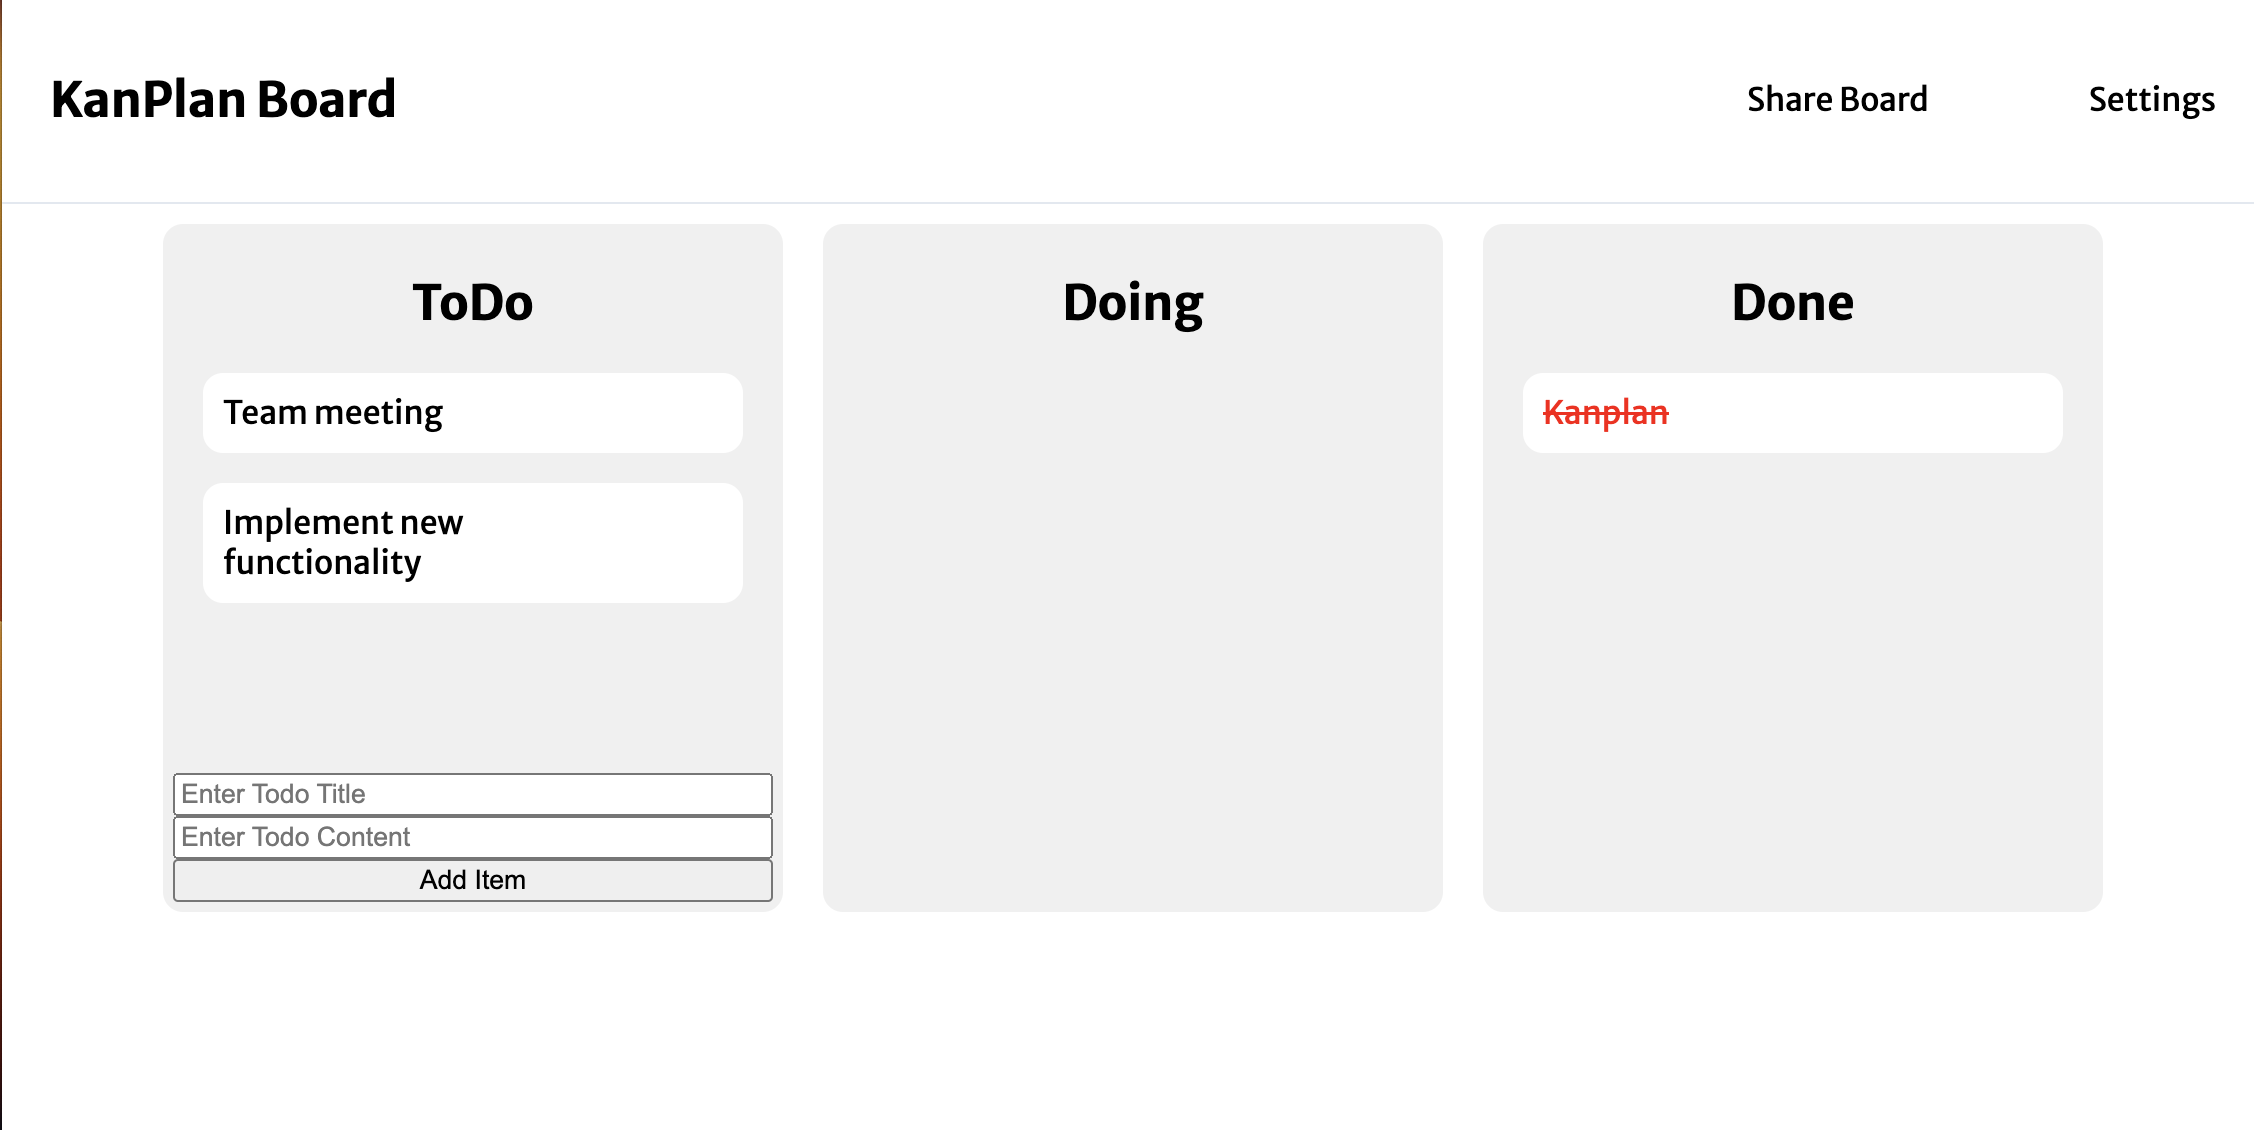 KanPlan Board
Share Board
Settings
ToDo
Team meeting
Implement new
functionality
Enter Todo Title
Enter Todo Content
Add Item
Doing
Done
Kanplan